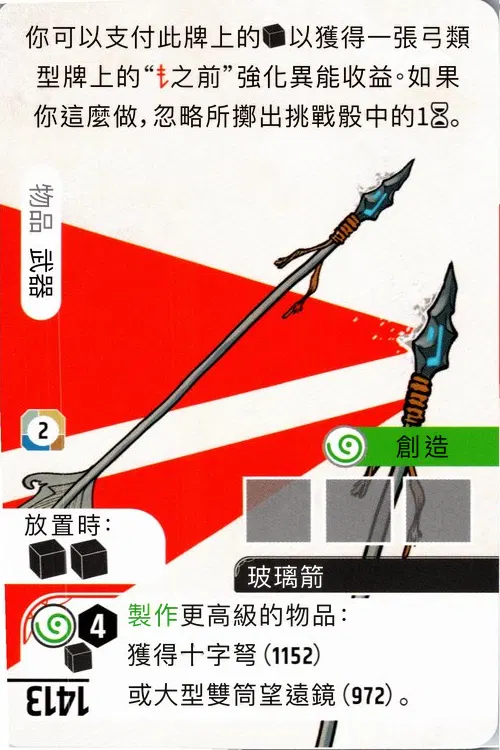 你可以支付此牌上的以獲得一張弓類
型牌上的“之前”強化異能收益。如果
你這麼做，忽略所擲出挑戰骰中的1。
物品 武器
2
創造
放置時：
玻璃箭
4
製作更高級的物品：
獲得十字弩（1152）
或大型雙筒望遠鏡（972）。
1413